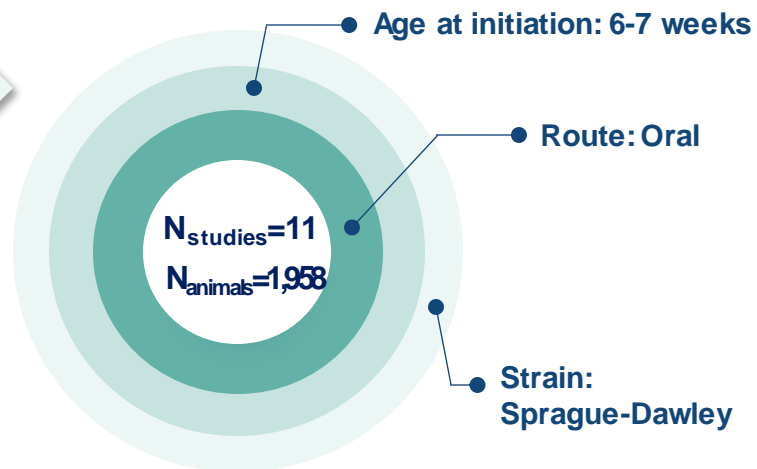 Age at initiation: 6-7 weeks
Route: Oral
Nstudies=11
Nanimals=1,958
Strain:
Sprague-Dawley